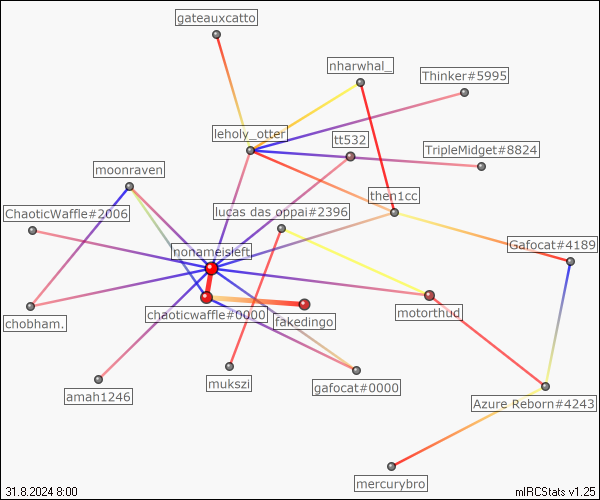 gateauxcatto
nharwhal_
Thinker#5995
leholy_otter
tt532
TripleMidget#8824
moonraven
then1cc
ChaoticWaffle#2006
lucas das oppai#2396
nonameisleft
Gafocat#4189
chaoticwaffle#0000
fakedingo
motorthud
chobham.
mukszi
gafocat#0000
amah1246
Azure Reborn#4243
mercurybro
31.8.2024 8:00
mIRCStats v1.25